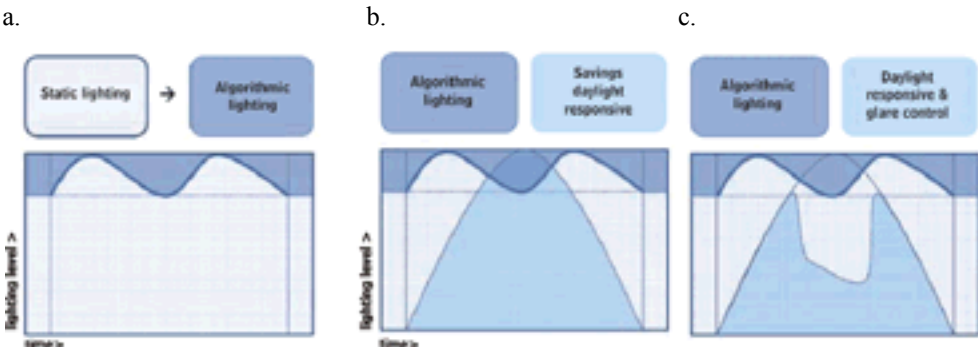 a.
b.
c.
Static lighting
→
Algorithmic
lighting
Algorithmic
lighting
Savings
daylight
responsive
Algorithmic
lighting
Daylight
responsive &
glare control
lighting level >
lighting level >
time >
time >